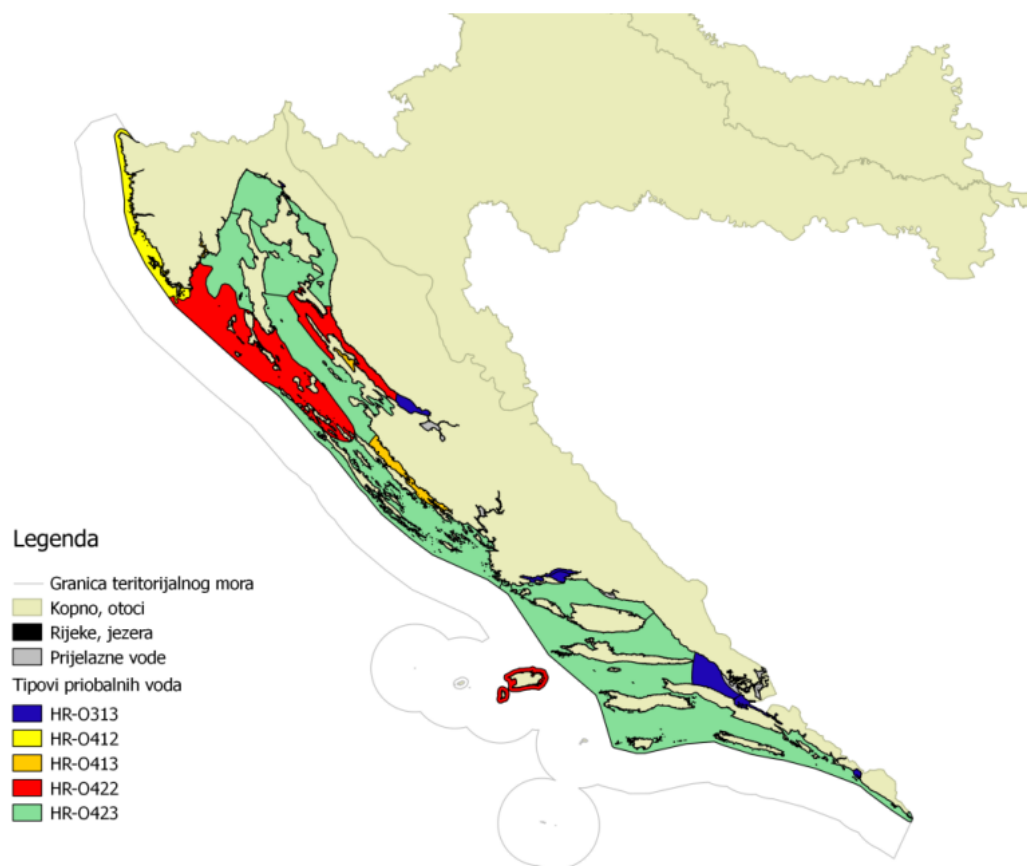 Legenda
Granica teritorijalnog mora
Kopno, otoci
Rijeke, jezera
Prijelazne vode
Tipovi priobalnih voda
HR-O313
HR-O412
HR-O413
HR-O422
HR-O423